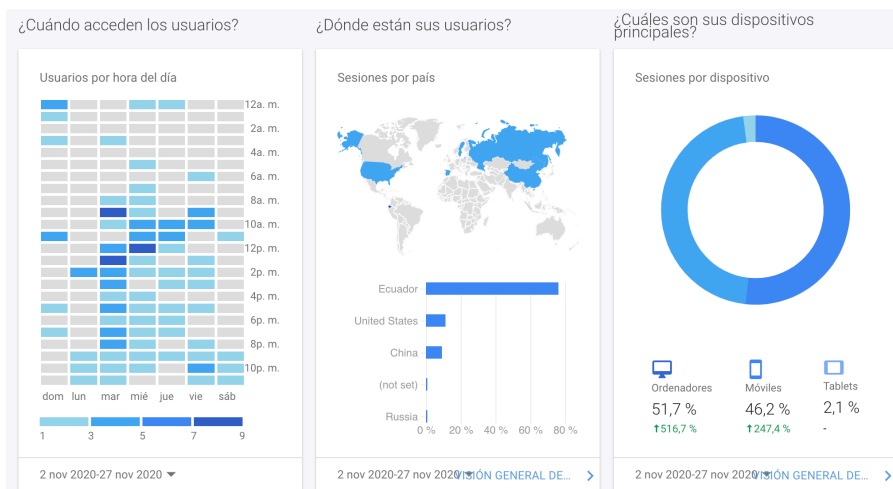 ¿Cuándo acceden los usuarios?
Usuarios por hora del día
12a. m.
2a. m.
4a. m.
6a. m.
8a. m.
10a. m.
12p. m.
2p. m.
4p. m.
6p. m.
8p. m.
10p. m.
dom lun mar mié jue vie sáb
1 3 5 7 9
2 nov 2020-27 nov 2020
¿Dónde están sus usuarios?
Sesiones por país
Ecuador
United States
China
(not set)
Russia
0 % 20 % 40 % 60 % 80 %
2 nov 2020-27 nov 2020 VISIÓN GENERAL DE...
¿Cuáles son sus dispositivos
principales?
Sesiones por dispositivo
Ordenadores Móviles Tablets
51,7 % 46,2 % 2,1 %
↑516,7 % ↑247,4 % -
2 nov 2020-27 nov 2020 VISIÓN GENERAL DE...